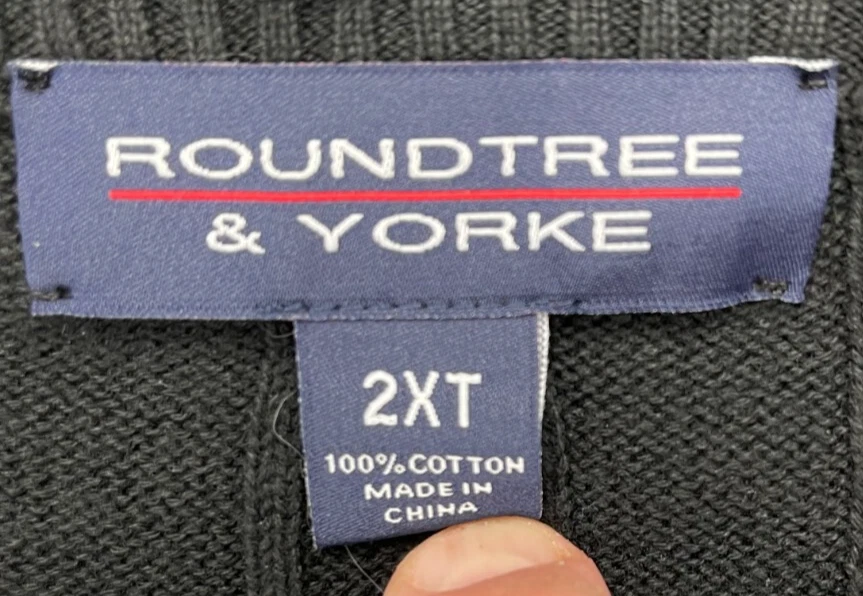 ROUNDTREE
& YORKE
2XT
100% COTTON
MADE IN
CHINA